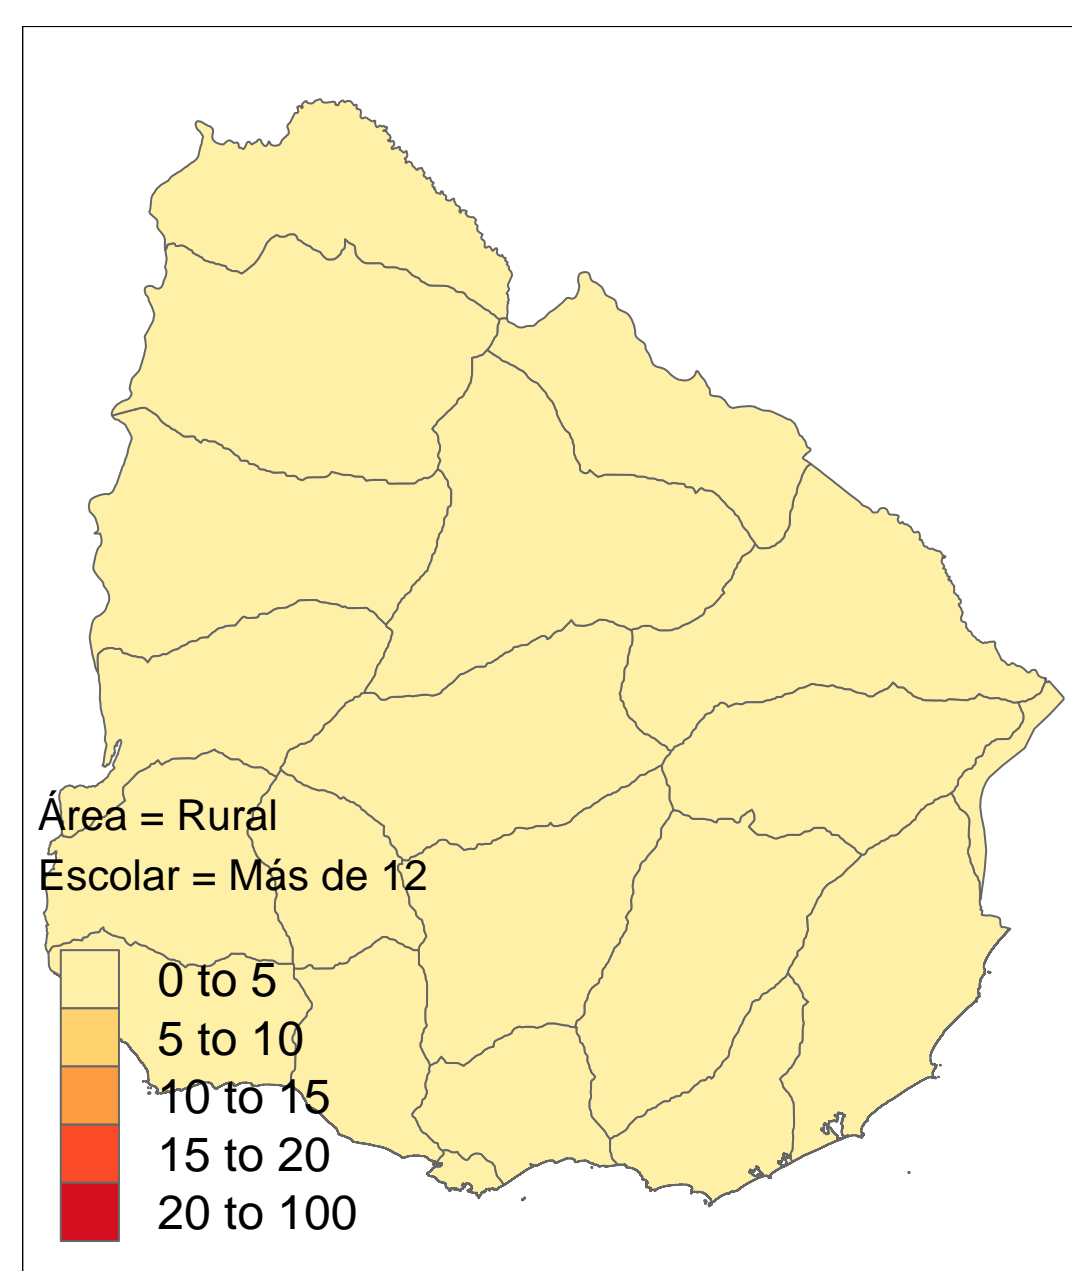 Área = Rural
Escolar = Más de 12
0 to 5
5 to 10
10 to 15
15 to 20
20 to 100